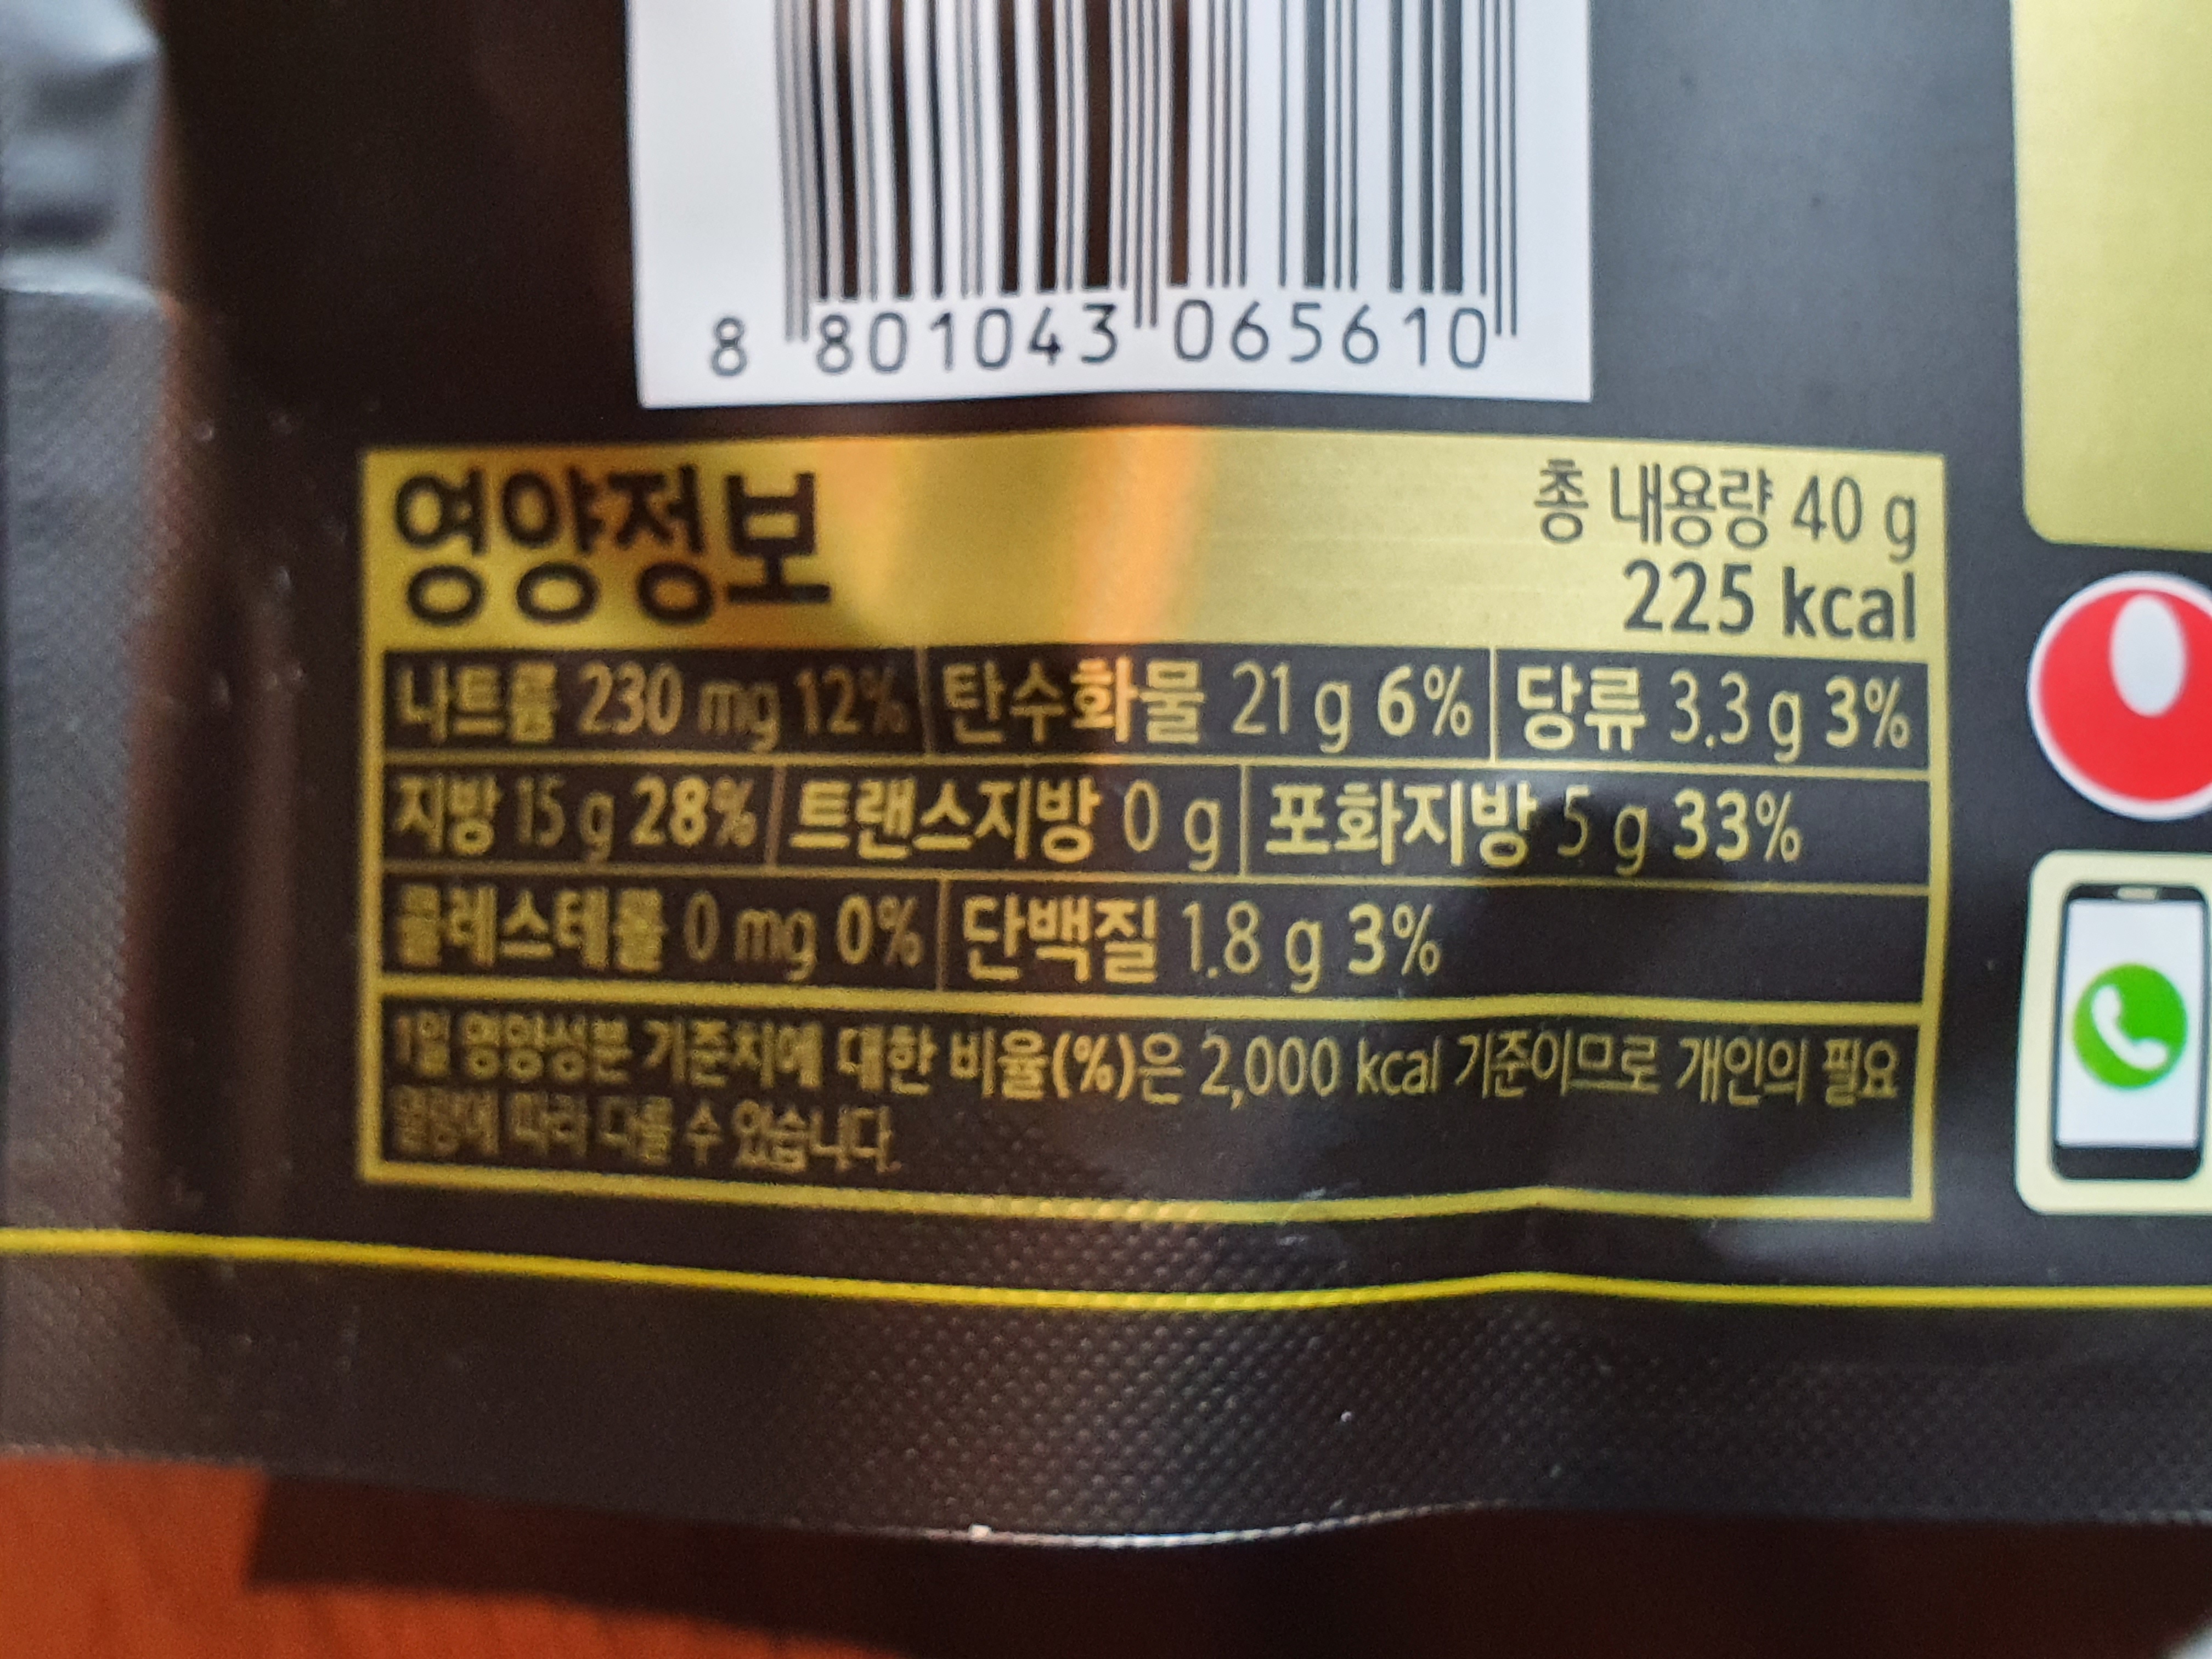 8 801043 065610
영양정보
총 내용량 40 g
225 kcal
나트륨 230 mg 12% 탄수화물 21 g 6% 당류 3.3 g 3%
지방 15 g 28% 트랜스지방 0 g 포화지방 5 g 33%
콜레스테롤 0 mg 0% 단백질 1.8 g 3%
1일 영양성분 기준치에 대한 비율(%)은 2,000 kcal 기준이므로 개인의 필요
열량에 따라 다를 수 있습니다.